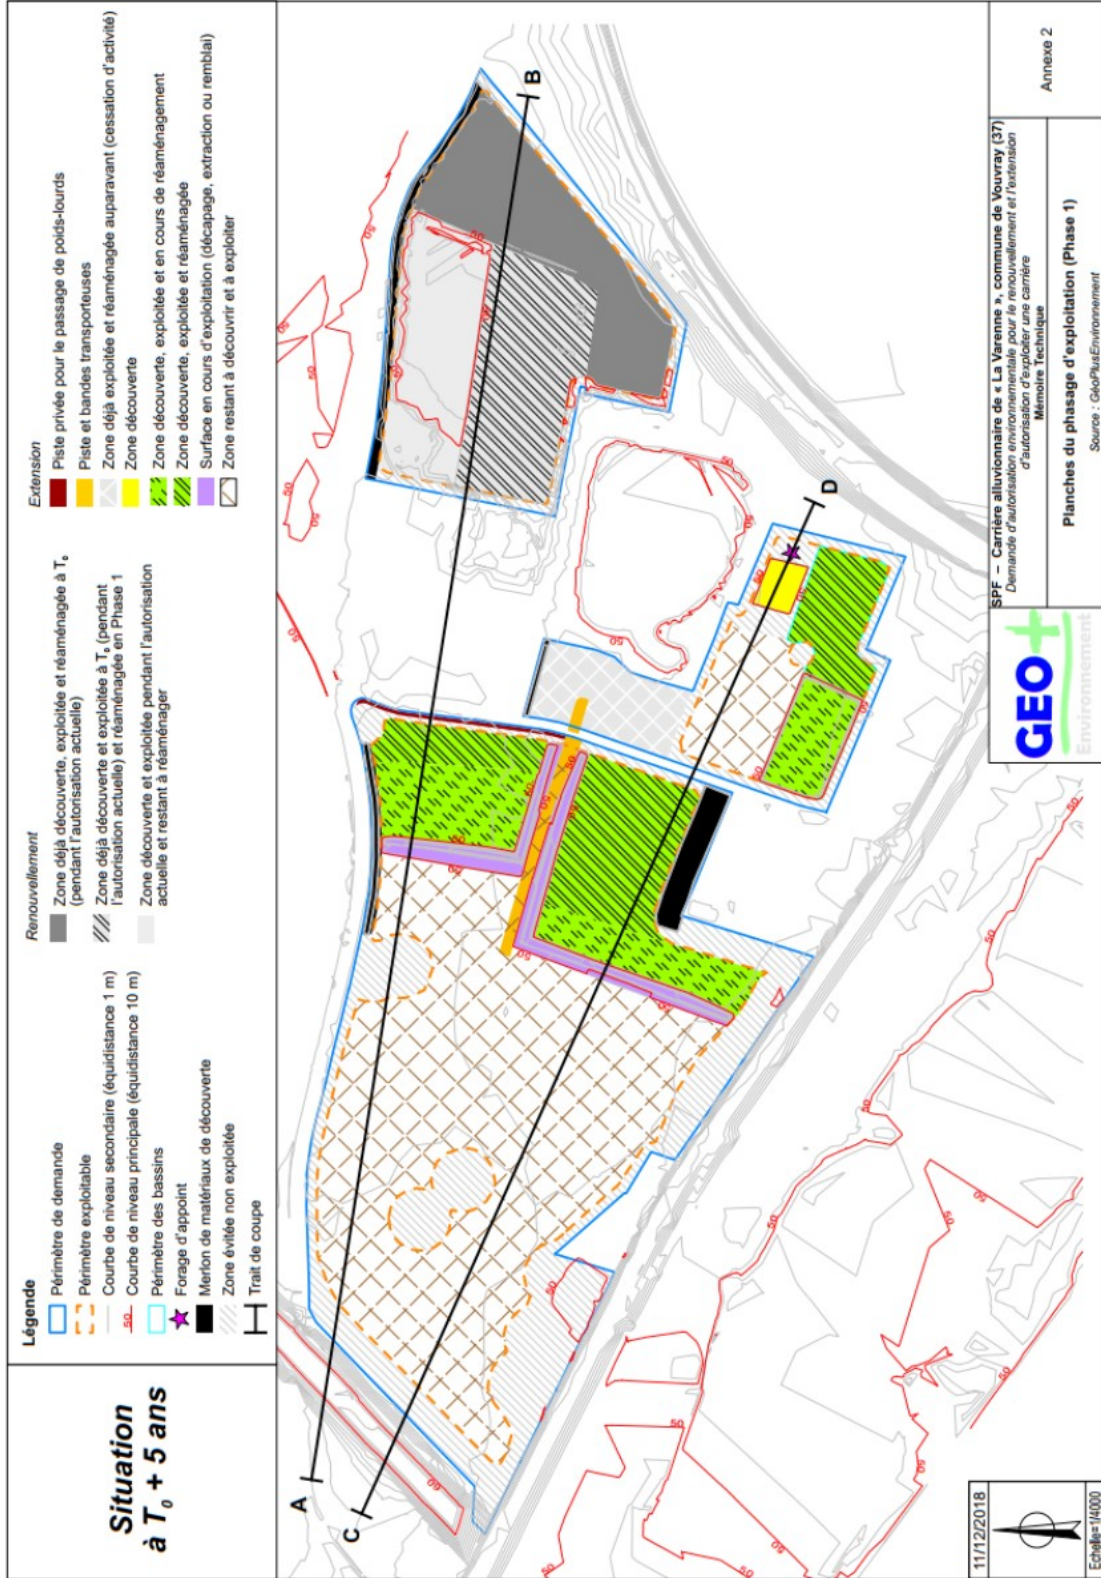 Situation
à T₀ + 5 ans
Légende
Périmètre de demande
Périmètre exploitable
Courbe de niveau secondaire (équidistance 1 m)
50 Courbe de niveau principale (équidistance 10 m)
Périmètre des bassins
Forage d'appoint
Merlon de matériaux de découverte
Zone évitée non exploitée
Trait de coupe
Renouvellement
Zone déjà découverte, exploitée et réaménagée à T₀
(pendant l'autorisation actuelle)
Zone déjà découverte et exploitée à T₀ (pendant
l'autorisation actuelle) et réaménagée en Phase 1
Zone découverte et exploitée pendant l'autorisation
actuelle et restant à réaménager
Extension
Piste privée pour le passage de poids-lourds
Piste et bandes transporteuses
Zone déjà exploitée et réaménagée auparavant (cessation d'activité)
Zone découverte
Zone découverte, exploitée et en cours de réaménagement
Zone découverte, exploitée et réaménagée
Surface en cours d'exploitation (décapage, extraction ou remblai)
Zone restant à découvrir et à exploiter
A
B
C
D
50
60
11/12/2018
Echelle=1/4000
GEO+
Environnement
SPF – Carrière alluvionnaire de « La Varenne », commune de Vouvray (37)
Demande d'autorisation environnementale pour le renouvellement et l'extension
d'autorisation d'exploiter une carrière
Mémoire Technique
Planches du phasage d'exploitation (Phase 1)
Source : GéoPlusEnvironnement
Annexe 2